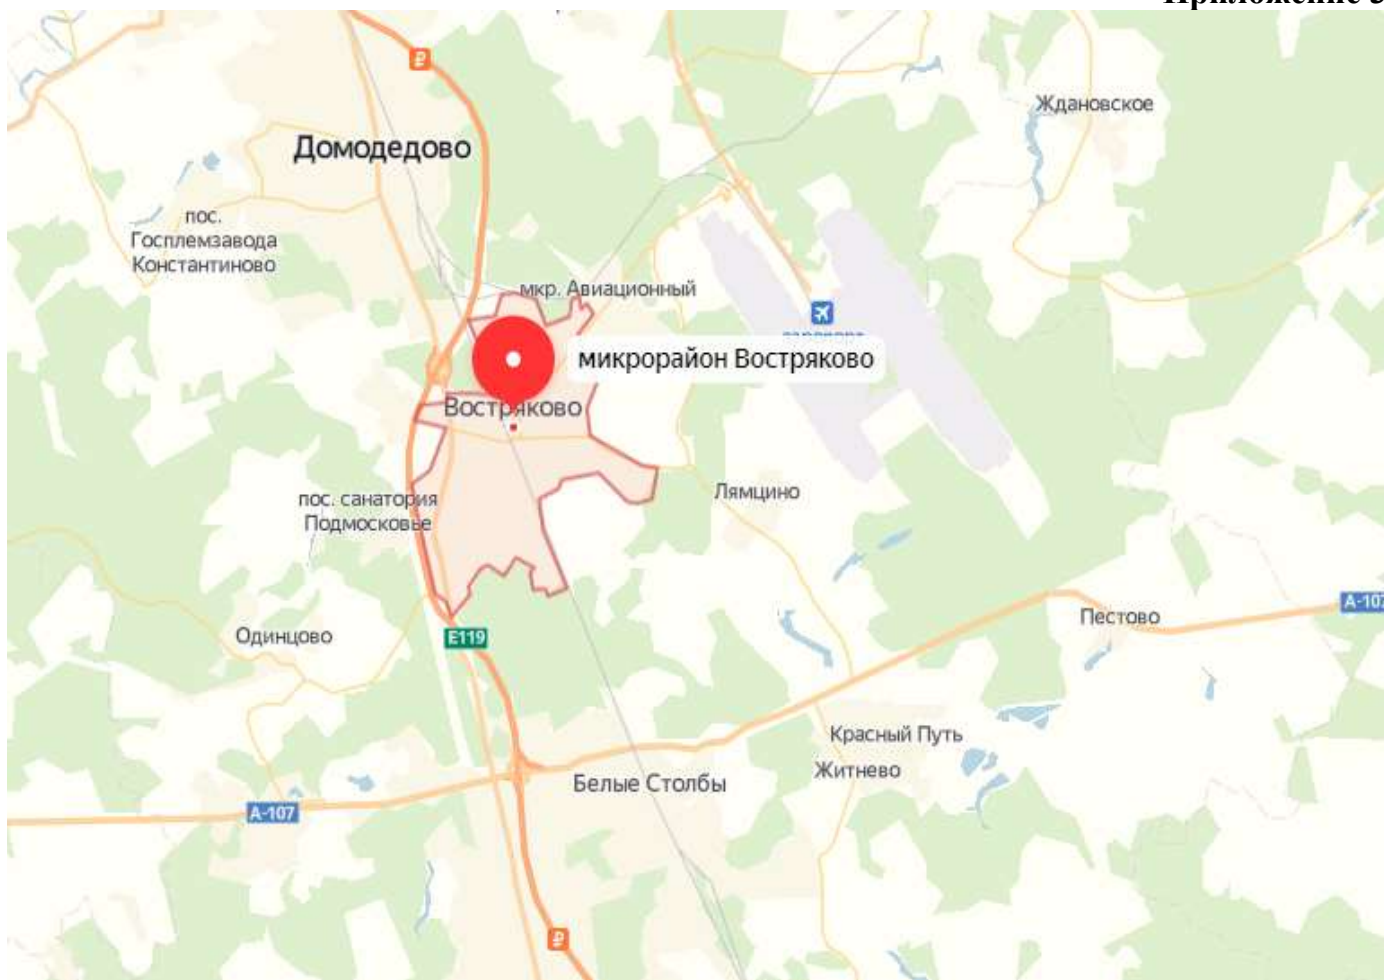 Приложение 3
Ждановское
Домодедово
пос.
Госплемзавода
Константиново
мкр. Авиационный
микрорайон Востряково
Востряково
Лямцино
пос. санатория
Подмосковье
А-107
Пестово
Одинцово
E119
Красный Путь
Житнево
Белые Столбы
А-107